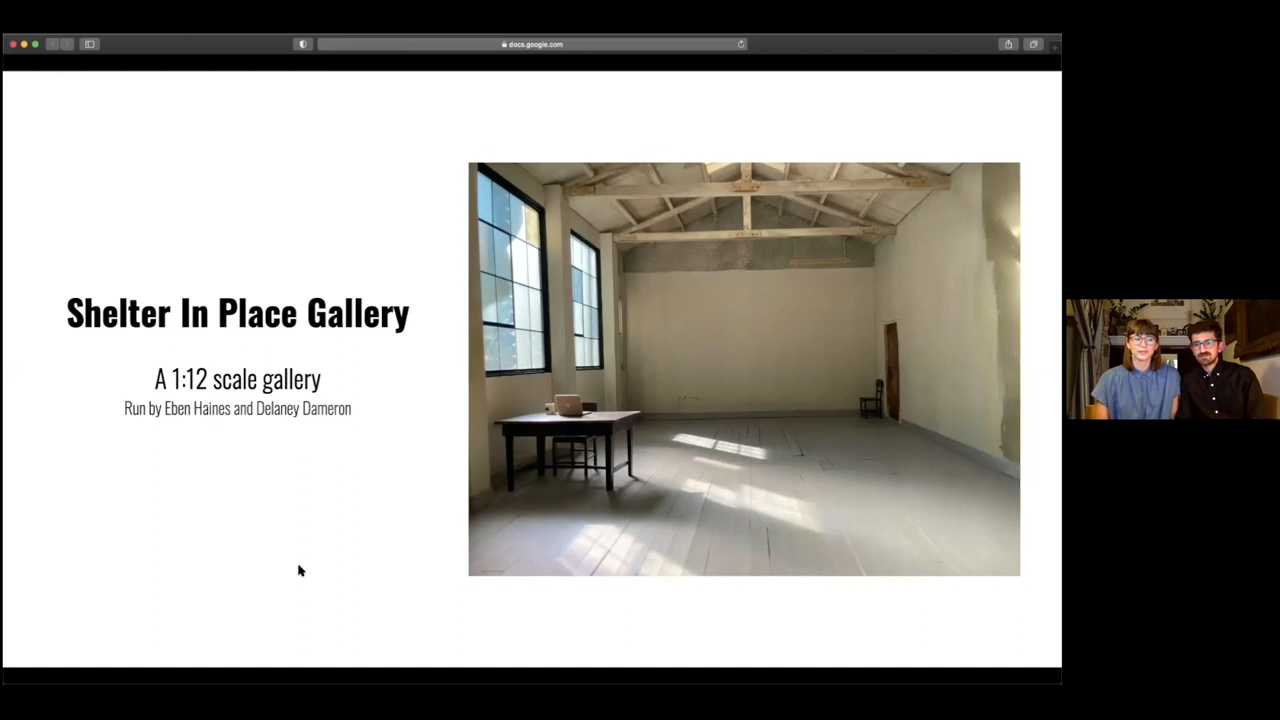 docs.google.com
Shelter In Place Gallery
A 1:12 scale gallery
Run by Eben Haines and Delaney Dameron